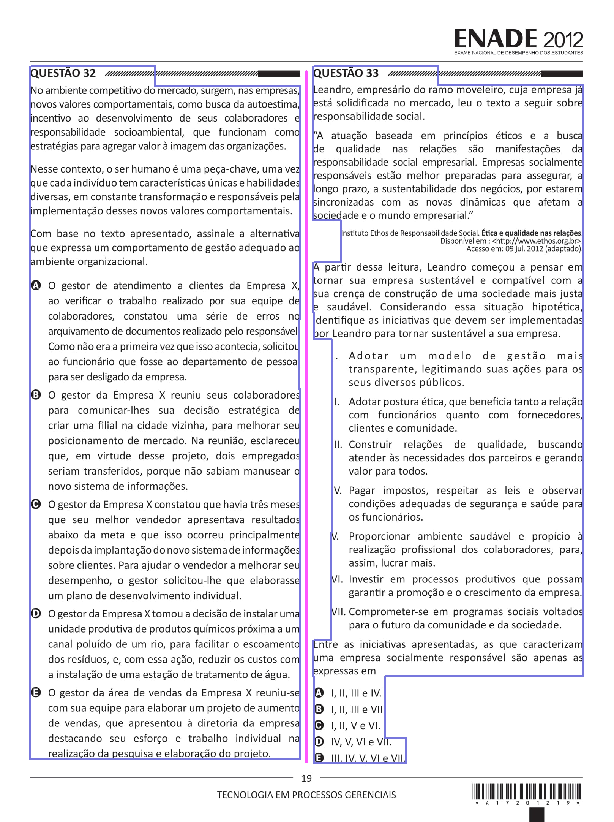 ENADE 2012
EXAME NACIONAL DE DESEMPENHO DOS ESTUDANTES
QUESTÃO 32
No ambiente competitivo do mercado, surgem, nas empresas,
novos valores comportamentais, como busca da autoestima,
incentivo ao desenvolvimento de seus colaboradores e
responsabilidade socioambiental, que funcionam como
estratégias para agregar valor à imagem das organizações.
Nesse contexto, o ser humano é uma peça-chave, uma vez
que cada indivíduo tem características únicas e habilidades
diversas, em constante transformação e responsáveis pela
implementação desses novos valores comportamentais.
Com base no texto apresentado, assinale a alternativa
que expressa um comportamento de gestão adequado ao
ambiente organizacional.
A O gestor de atendimento a clientes da Empresa X,
ao verificar o trabalho realizado por sua equipe de
colaboradores, constatou uma série de erros no
arquivamento de documentos realizado pelo responsável.
Como não era a primeira vez que isso acontecia, solicitou
ao funcionário que fosse ao departamento de pessoal
para ser desligado da empresa.
B O gestor da Empresa X reuniu seus colaboradores
para comunicar-lhes sua decisão estratégica de
criar uma filial na cidade vizinha, para melhorar seu
posicionamento de mercado. Na reunião, esclareceu
que, em virtude desse projeto, dois empregados
seriam transferidos, porque não sabiam manusear o
novo sistema de informações.
C O gestor da Empresa X constatou que havia três meses
que seu melhor vendedor apresentava resultados
abaixo da meta e que isso ocorreu principalmente
depois da implantação do novo sistema de informações
sobre clientes. Para ajudar o vendedor a melhorar seu
desempenho, o gestor solicitou-lhe que elaborasse
um plano de desenvolvimento individual.
D O gestor da Empresa X tomou a decisão de instalar uma
unidade produtiva de produtos químicos próxima a um
canal poluído de um rio, para facilitar o escoamento
dos resíduos, e, com essa ação, reduzir os custos com
a instalação de uma estação de tratamento de água.
E O gestor da área de vendas da Empresa X reuniu-se
com sua equipe para elaborar um projeto de aumento
de vendas, que apresentou à diretoria da empresa
destacando seu esforço e trabalho individual na
realização da pesquisa e elaboração do projeto.
QUESTÃO 33
Leandro, empresário do ramo moveleiro, cuja empresa já
está solidificada no mercado, leu o texto a seguir sobre
responsabilidade social.
"A atuação baseada em princípios éticos e a busca
de qualidade nas relações são manifestações da
responsabilidade social empresarial. Empresas socialmente
responsáveis estão melhor preparadas para assegurar, a
longo prazo, a sustentabilidade dos negócios, por estarem
sincronizadas com as novas dinâmicas que afetam a
sociedade e o mundo empresarial."
Instituto Ethos de Responsabilidade Social. Ética e qualidade nas relações.
Disponível em : <http://www.ethos.org.br>
Acesso em: 09 jul. 2012 (adaptado)
A partir dessa leitura, Leandro começou a pensar em
tornar sua empresa sustentável e compatível com a
sua crença de construção de uma sociedade mais justa
e saudável. Considerando essa situação hipotética,
identifique as iniciativas que devem ser implementadas
por Leandro para tornar sustentável a sua empresa.
I. Adotar um modelo de gestão mais
transparente, legitimando suas ações para os
seus diversos públicos.
II. Adotar postura ética, que beneficia tanto a relação
com funcionários quanto com fornecedores,
clientes e comunidade.
III. Construir relações de qualidade, buscando
atender às necessidades dos parceiros e gerando
valor para todos.
IV. Pagar impostos, respeitar as leis e observar
condições adequadas de segurança e saúde para
os funcionários.
V. Proporcionar ambiente saudável e propício à
realização profissional dos colaboradores, para,
assim, lucrar mais.
VI. Investir em processos produtivos que possam
garantir a promoção e o crescimento da empresa.
VII. Comprometer-se em programas sociais voltados
para o futuro da comunidade e da sociedade.
Entre as iniciativas apresentadas, as que caracterizam
uma empresa socialmente responsável são apenas as
expressas em
A I, II, III e IV.
B I, II, III e VII.
C I, II, V e VI.
D IV, V, VI e VII.
E III, IV, V, VI e VII.
19
TECNOLOGIA EM PROCESSOS GERENCIAIS
* A 1 7 2 0 1 2 1 9 *